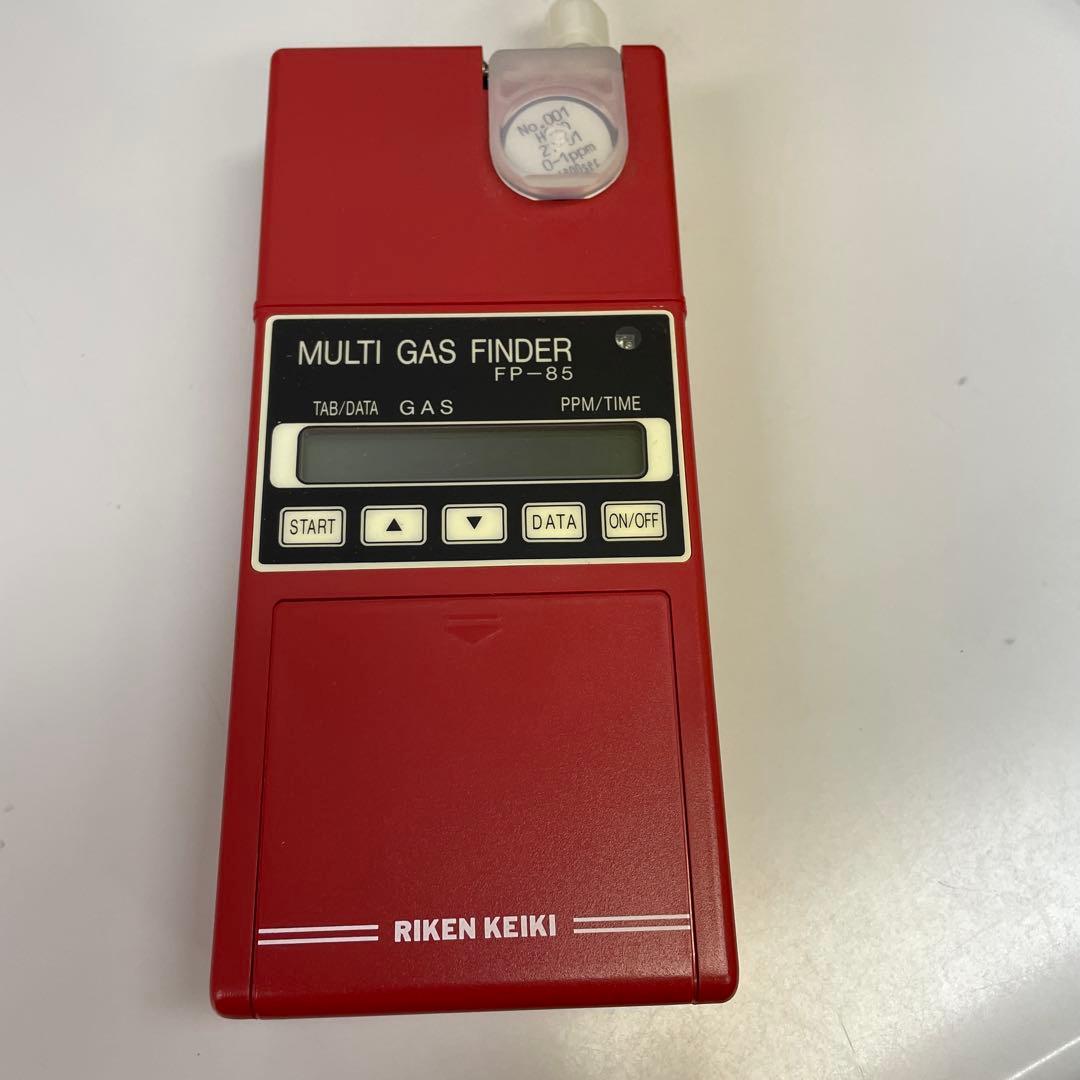 No.001
0-1ppm
MULTI GAS FINDER
FP-85
TAB/DATA GAS PPM/TIME
START ▲ ▼ DATA ON/OFF
RIKEN KEIKI